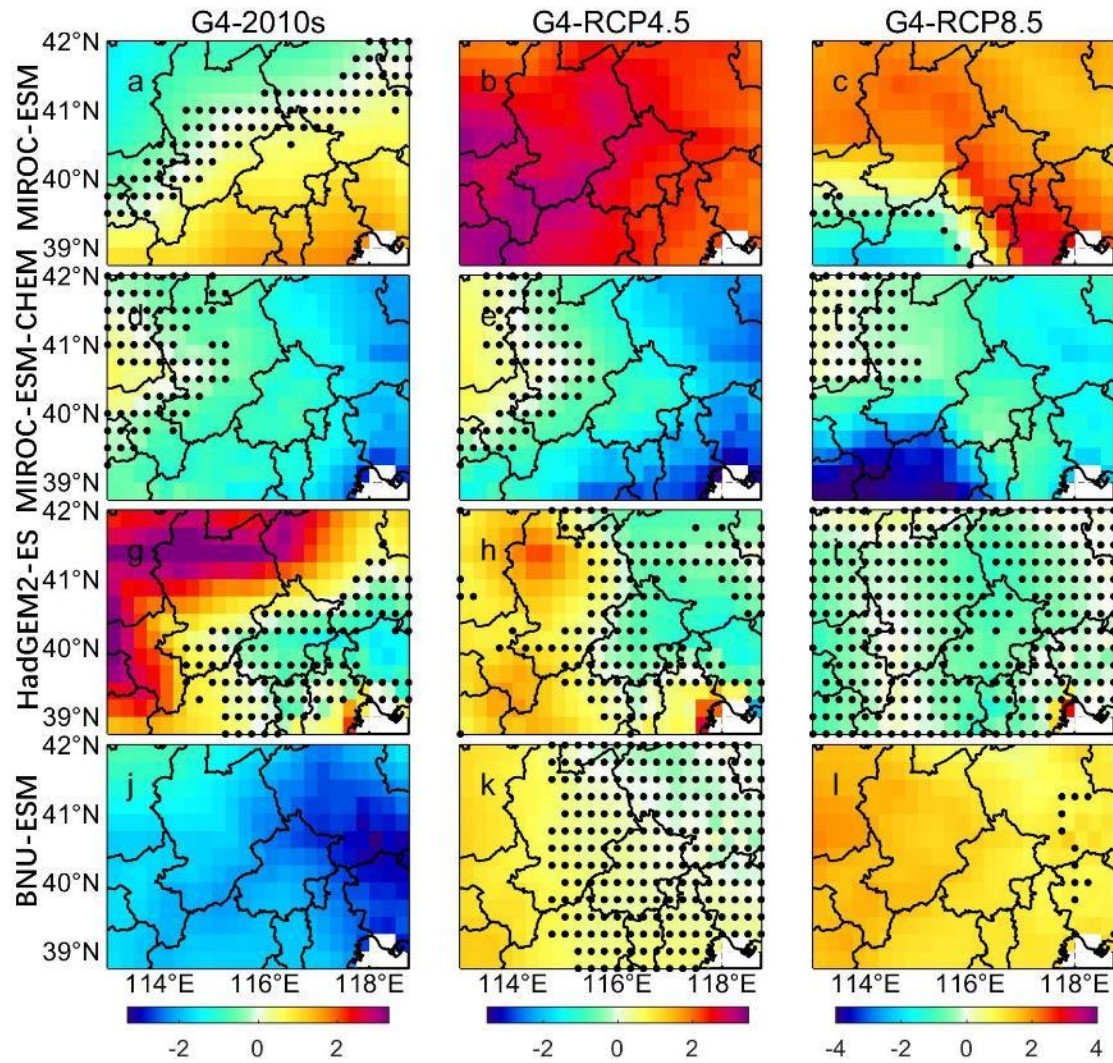 G4-2010s G4-RCP4.5 G4-RCP8.5
MIROC-ESM
42°N
41°N
40°N
39°N
a b c
MIROC-ESM-CHEM
42°N
41°N
40°N
39°N
d e f
HadGEM2-ES
42°N
41°N
40°N
39°N
g h i
BNU-ESM
42°N
41°N
40°N
39°N
j k l
114°E 116°E 118°E 114°E 116°E 118°E 114°E 116°E 118°E
-2 0 2 -2 0 2 -4 -2 0 2 4